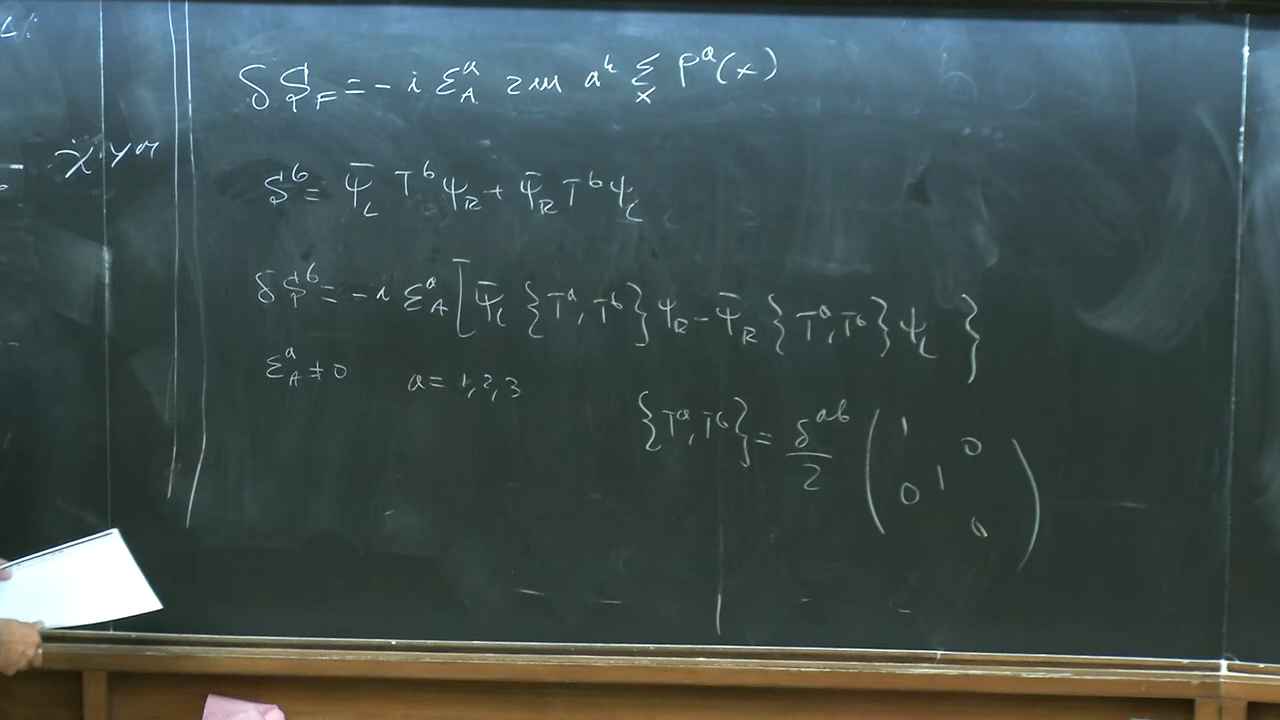 χ γ σπ
δS_F = -i ε_A^a 2m a^4 Σ_x P^a(x)
S^b = ψ̄_L T^b ψ_R + ψ̄_R T^b ψ_L
δS^b = -i ε_A^a [ψ̄_L {T^a, T^b} ψ_R - ψ̄_R {T^a, T^b} ψ_L }
ε_A^a ≠ 0 a = 1, 2, 3
{T^a, T^b} = δ^{ab}/2 ( 1 0
0 1
0 )